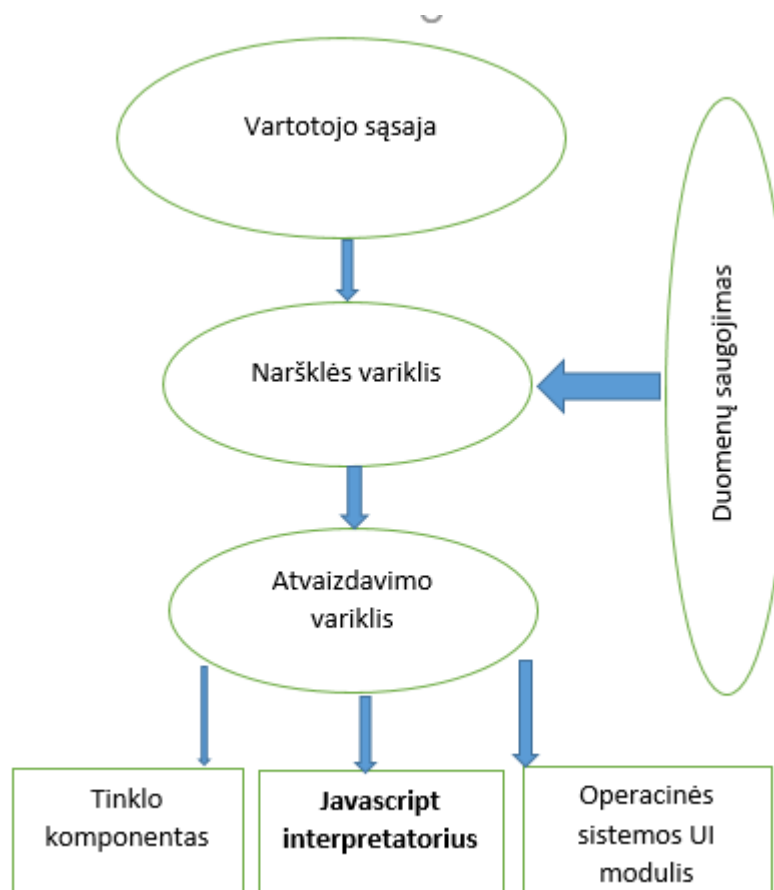 Vartotojo sąsaja
Naršklės variklis
Duomenų saugojimas
Atvaizdavimo
variklis
Tinklo
komponentas
Javascript
interpretatorius
Operacinės
sistemos UI
modulis